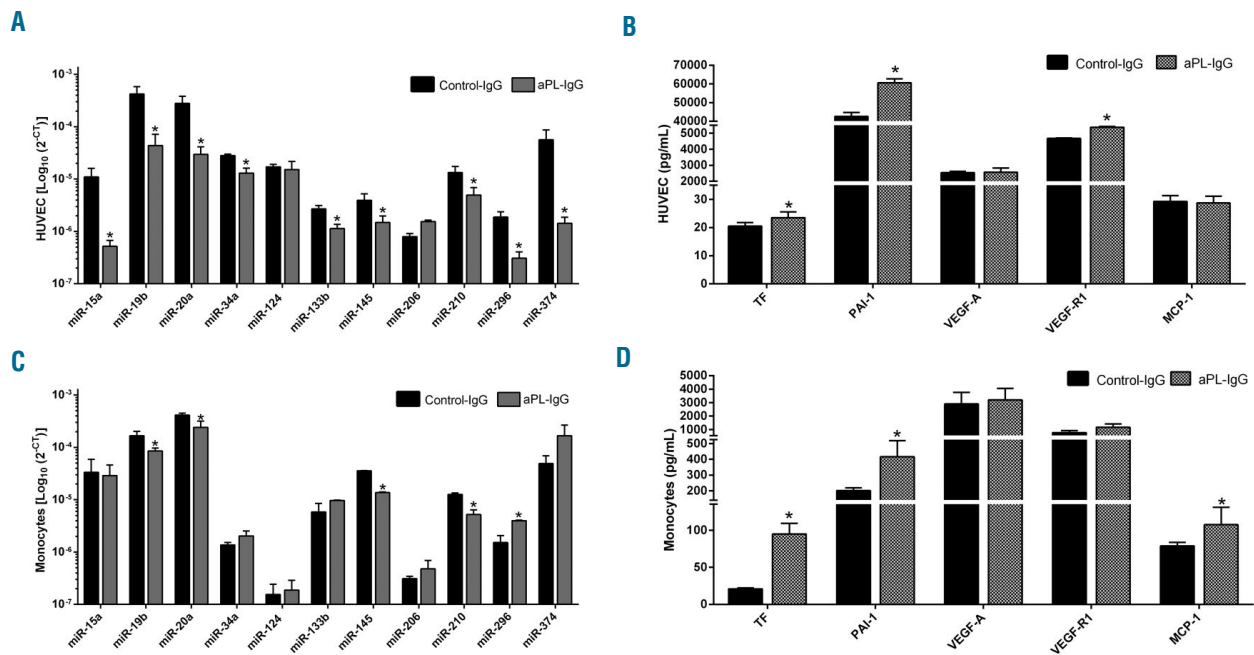 A
HUVEC [Log10 (2-CT)]
10-3
10-4
10-5
10-6
10-7
Control-IgG
aPL-IgG
* * * * * * * * *
miR-15a
miR-19b
miR-20a
miR-34a
miR-124
miR-133b
miR-145
miR-206
miR-210
miR-296
miR-374
B
HUVEC (pg/mL)
70000
60000
50000
40000
5000
3000
2000
30
20
10
0
Control-IgG
aPL-IgG
* * *
TF
PAI-1
VEGF-A
VEGF-R1
MCP-1
C
Monocytes [Log10 (2-CT)]
10-3
10-4
10-5
10-6
10-7
Control-IgG
aPL-IgG
* * * * *
miR-15a
miR-19b
miR-20a
miR-34a
miR-124
miR-133b
miR-145
miR-206
miR-210
miR-296
miR-374
D
Monocytes (pg/mL)
5000
4000
3000
2000
1000
500
400
300
200
100
50
0
Control-IgG
aPL-IgG
* * *
TF
PAI-1
VEGF-A
VEGF-R1
MCP-1